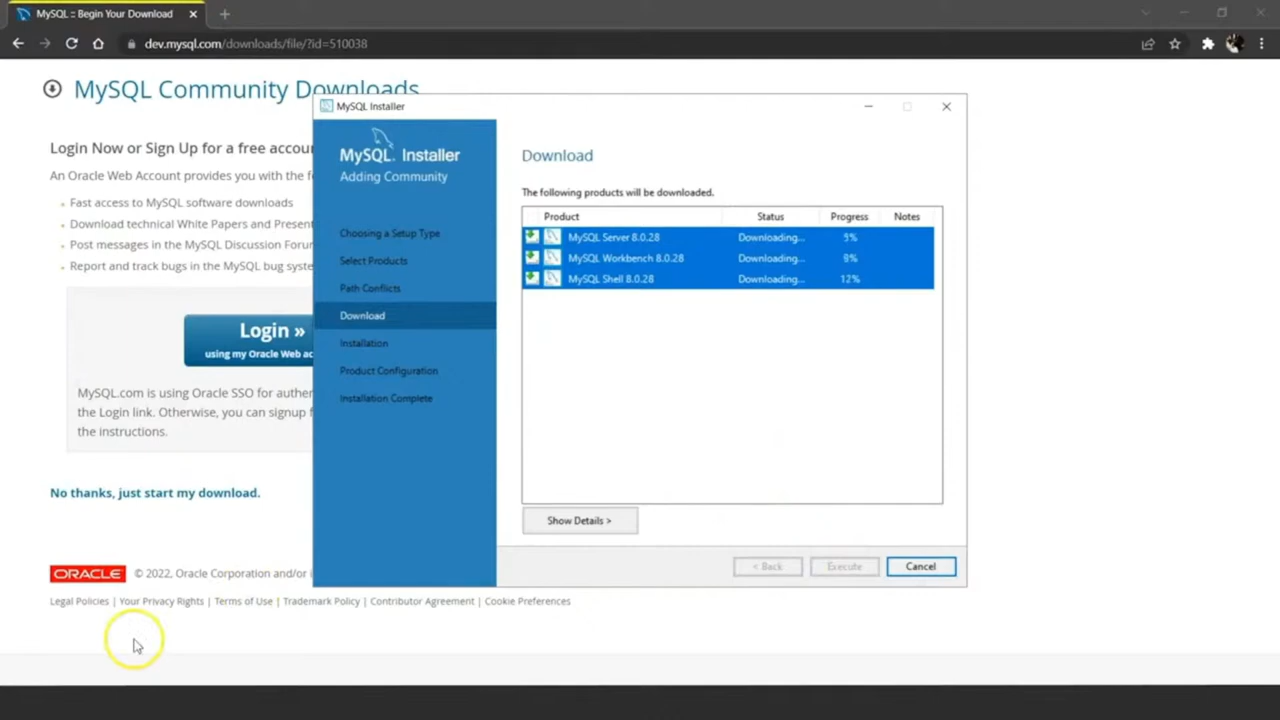 MySQL :: Begin Your Download
dev.mysql.com/downloads/file/?id=510038
MySQL Community Downloads
Login Now or Sign Up for a free accou
An Oracle Web Account provides you with the f
Fast access to MySQL software downloads
Download technical White Papers and Present
Post messages in the MySQL Discussion Forum
Report and track bugs in the MySQL bug syste
Login »
using my Oracle Web ac
MySQL.com is using Oracle SSO for authen
the Login link. Otherwise, you can signup f
the instructions.
No thanks, just start my download.
ORACLE © 2022, Oracle Corporation and/or i
Legal Policies | Your Privacy Rights | Terms of Use | Trademark Policy | Contributor Agreement | Cookie Preferences
MySQL Installer
MySQL. Installer
Adding Community
Choosing a Setup Type
Select Products
Path Conflicts
Download
Installation
Product Configuration
Installation Complete
Download
The following products will be downloaded.
Product Status Progress Notes
MySQL Server 8.0.28 Downloading... 3%
MySQL Workbench 8.0.28 Downloading... 9%
MySQL Shell 8.0.28 Downloading... 12%
Show Details >
< Back Execute Cancel